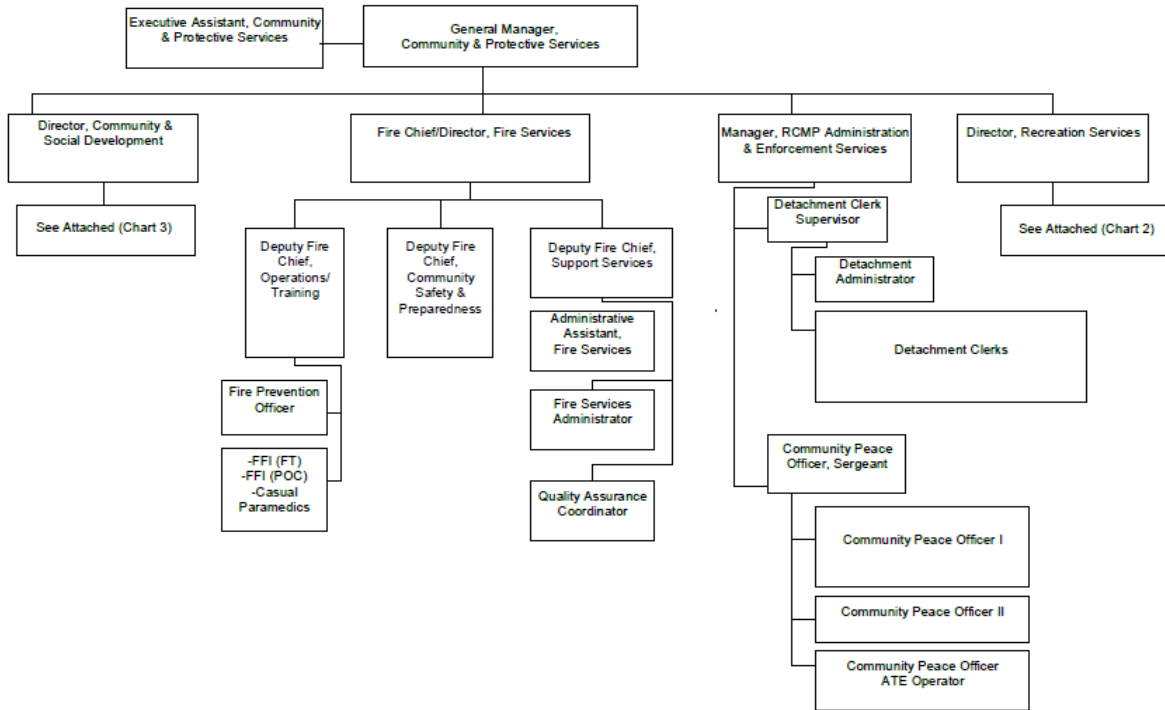 Executive Assistant, Community
& Protective Services
General Manager,
Community & Protective Services
Director, Community &
Social Development
Fire Chief/Director, Fire Services
Manager, RCMP Administration
& Enforcement Services
Director, Recreation Services
See Attached (Chart 3)
Deputy Fire
Chief,
Operations/
Training
Deputy Fire
Chief,
Community
Safety &
Preparedness
Deputy Fire Chief,
Support Services
Detachment Clerk
Supervisor
See Attached (Chart 2)
Detachment
Administrator
Administrative
Assistant,
Fire Services
Detachment Clerks
Fire Prevention
Officer
Fire Services
Administrator
-FFI (FT)
-FFI (POC)
-Casual
Paramedics
Quality Assurance
Coordinator
Community Peace
Officer, Sergeant
Community Peace Officer I
Community Peace Officer II
Community Peace Officer
ATE Operator